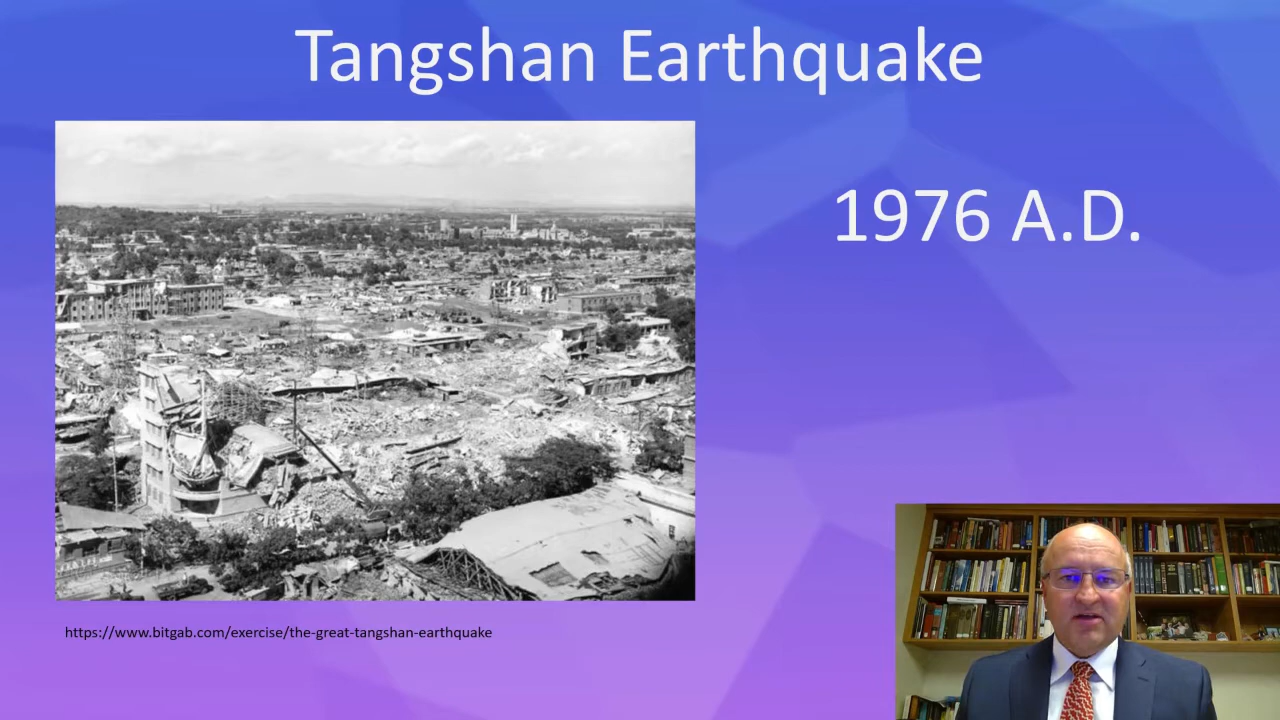 Tangshan Earthquake
1976 A.D.
https://www.bitgab.com/exercise/the-great-tangshan-earthquake